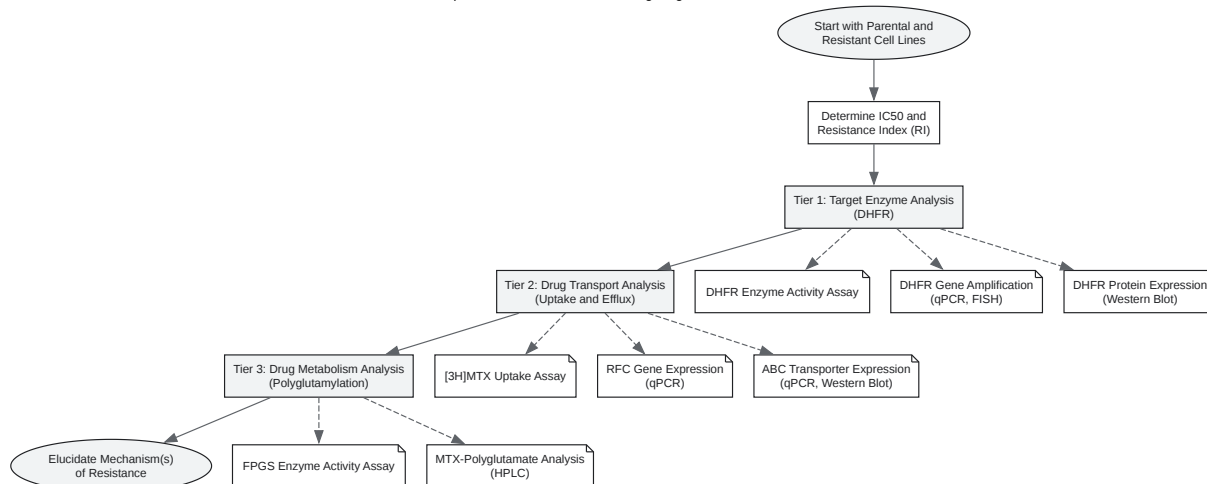 Start with Parental and
Resistant Cell Lines
Determine IC50 and
Resistance Index (RI)
Tier 1: Target Enzyme Analysis
(DHFR)
Tier 2: Drug Transport Analysis
(Uptake and Efflux)
DHFR Enzyme Activity Assay
DHFR Gene Amplification
(qPCR, FISH)
DHFR Protein Expression
(Western Blot)
Tier 3: Drug Metabolism Analysis
(Polyglutamylation)
[3H]MTX Uptake Assay
RFC Gene Expression
(qPCR)
ABC Transporter Expression
(qPCR, Western Blot)
Elucidate Mechanism(s)
of Resistance
FPGS Enzyme Activity Assay
MTX-Polyglutamate Analysis
(HPLC)